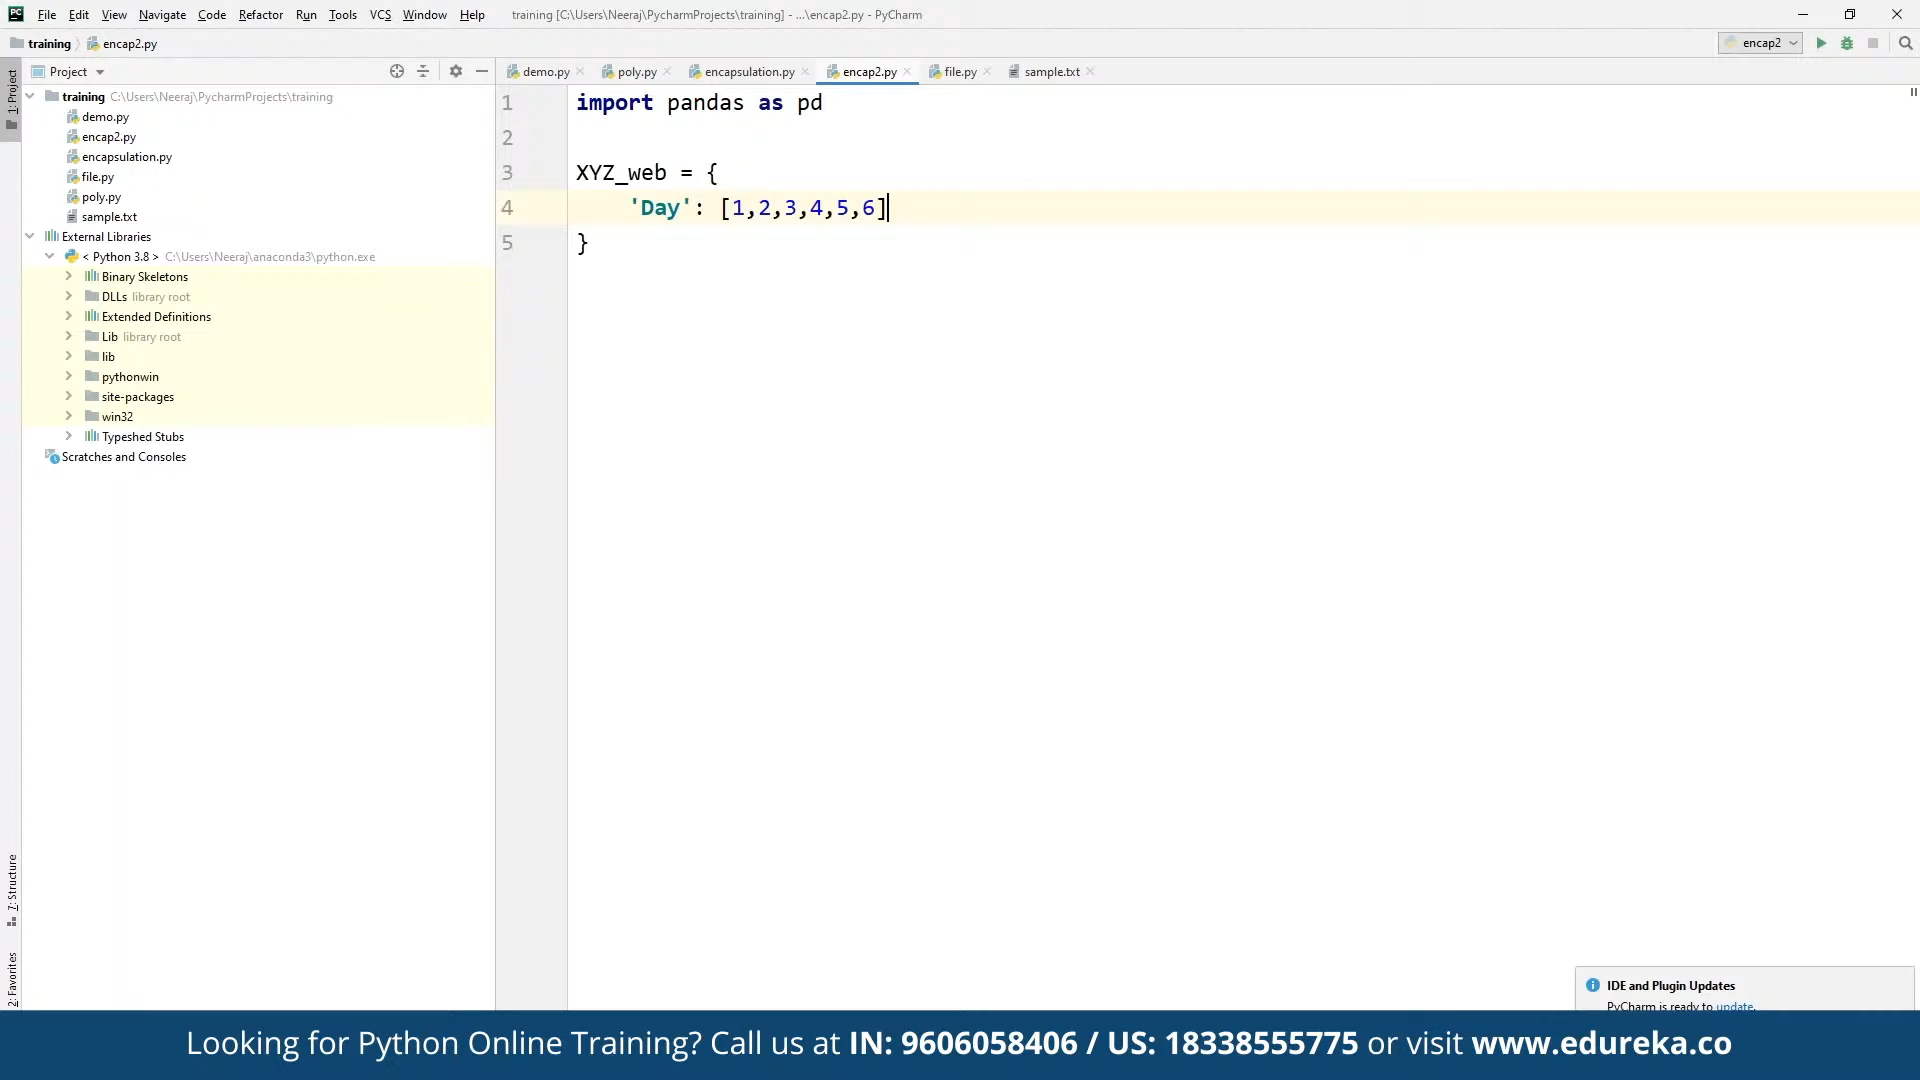 PC File Edit View Navigate Code Refactor Run Tools VCS Window Help training [C:\Users\Neeraj\PycharmProjects\training] - ...\encap2.py - PyCharm
training encap2.py encap2
1: Project
Project
demo.py poly.py encapsulation.py encap2.py file.py sample.txt
training C:\Users\Neeraj\PycharmProjects\training
demo.py
encap2.py
encapsulation.py
file.py
poly.py
sample.txt
External Libraries
< Python 3.8 > C:\Users\Neeraj\anaconda3\python.exe
Binary Skeletons
DLLs library root
Extended Definitions
Lib library root
lib
pythonwin
site-packages
win32
Typeshed Stubs
Scratches and Consoles
7: Structure
2: Favorites
1 import pandas as pd
2
3 XYZ_web = {
4 'Day': [1,2,3,4,5,6]
5 }
IDE and Plugin Updates
PyCharm is ready to update.
Looking for Python Online Training? Call us at IN: 9606058406 / US: 18338555775 or visit www.edureka.co